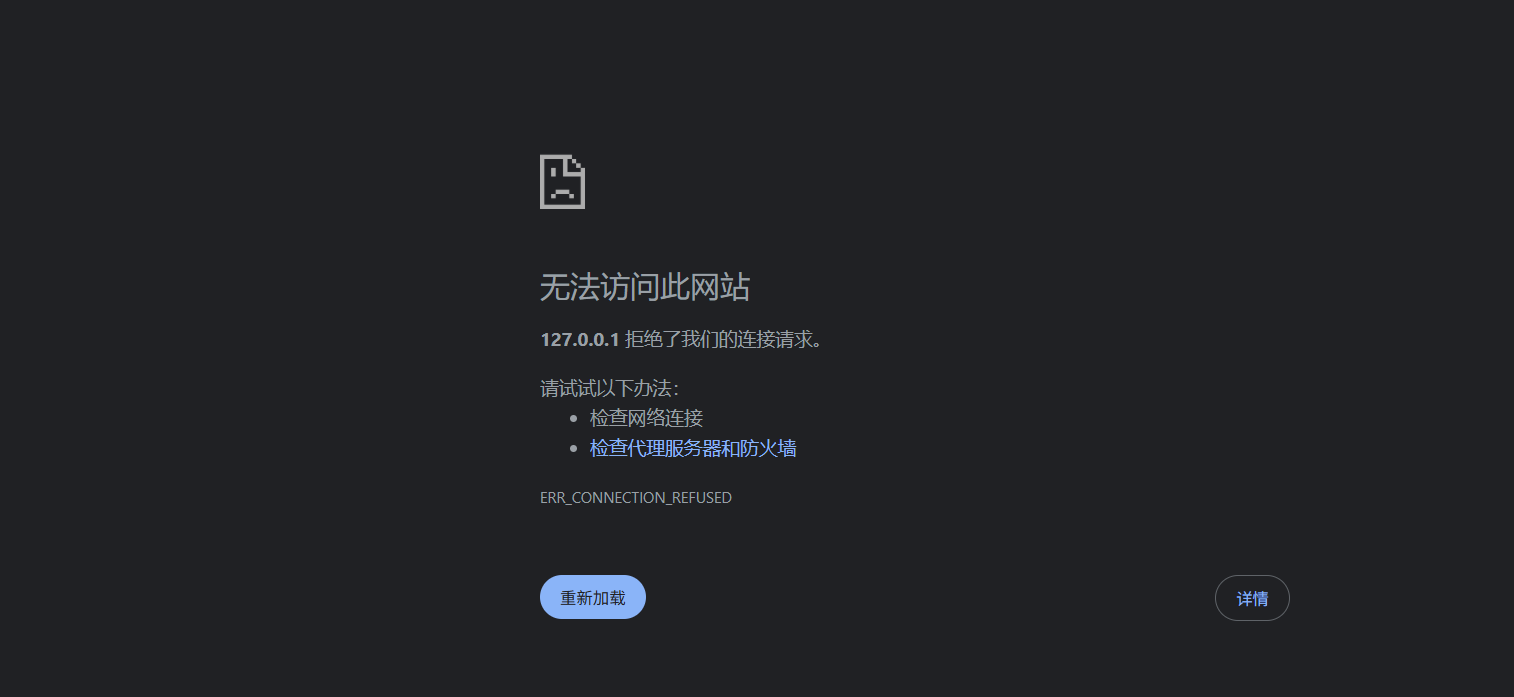 无法访问此网站
127.0.0.1 拒绝了我们的连接请求。
请试试以下办法：
检查网络连接
检查代理服务器和防火墙
ERR_CONNECTION_REFUSED
重新加载
详情